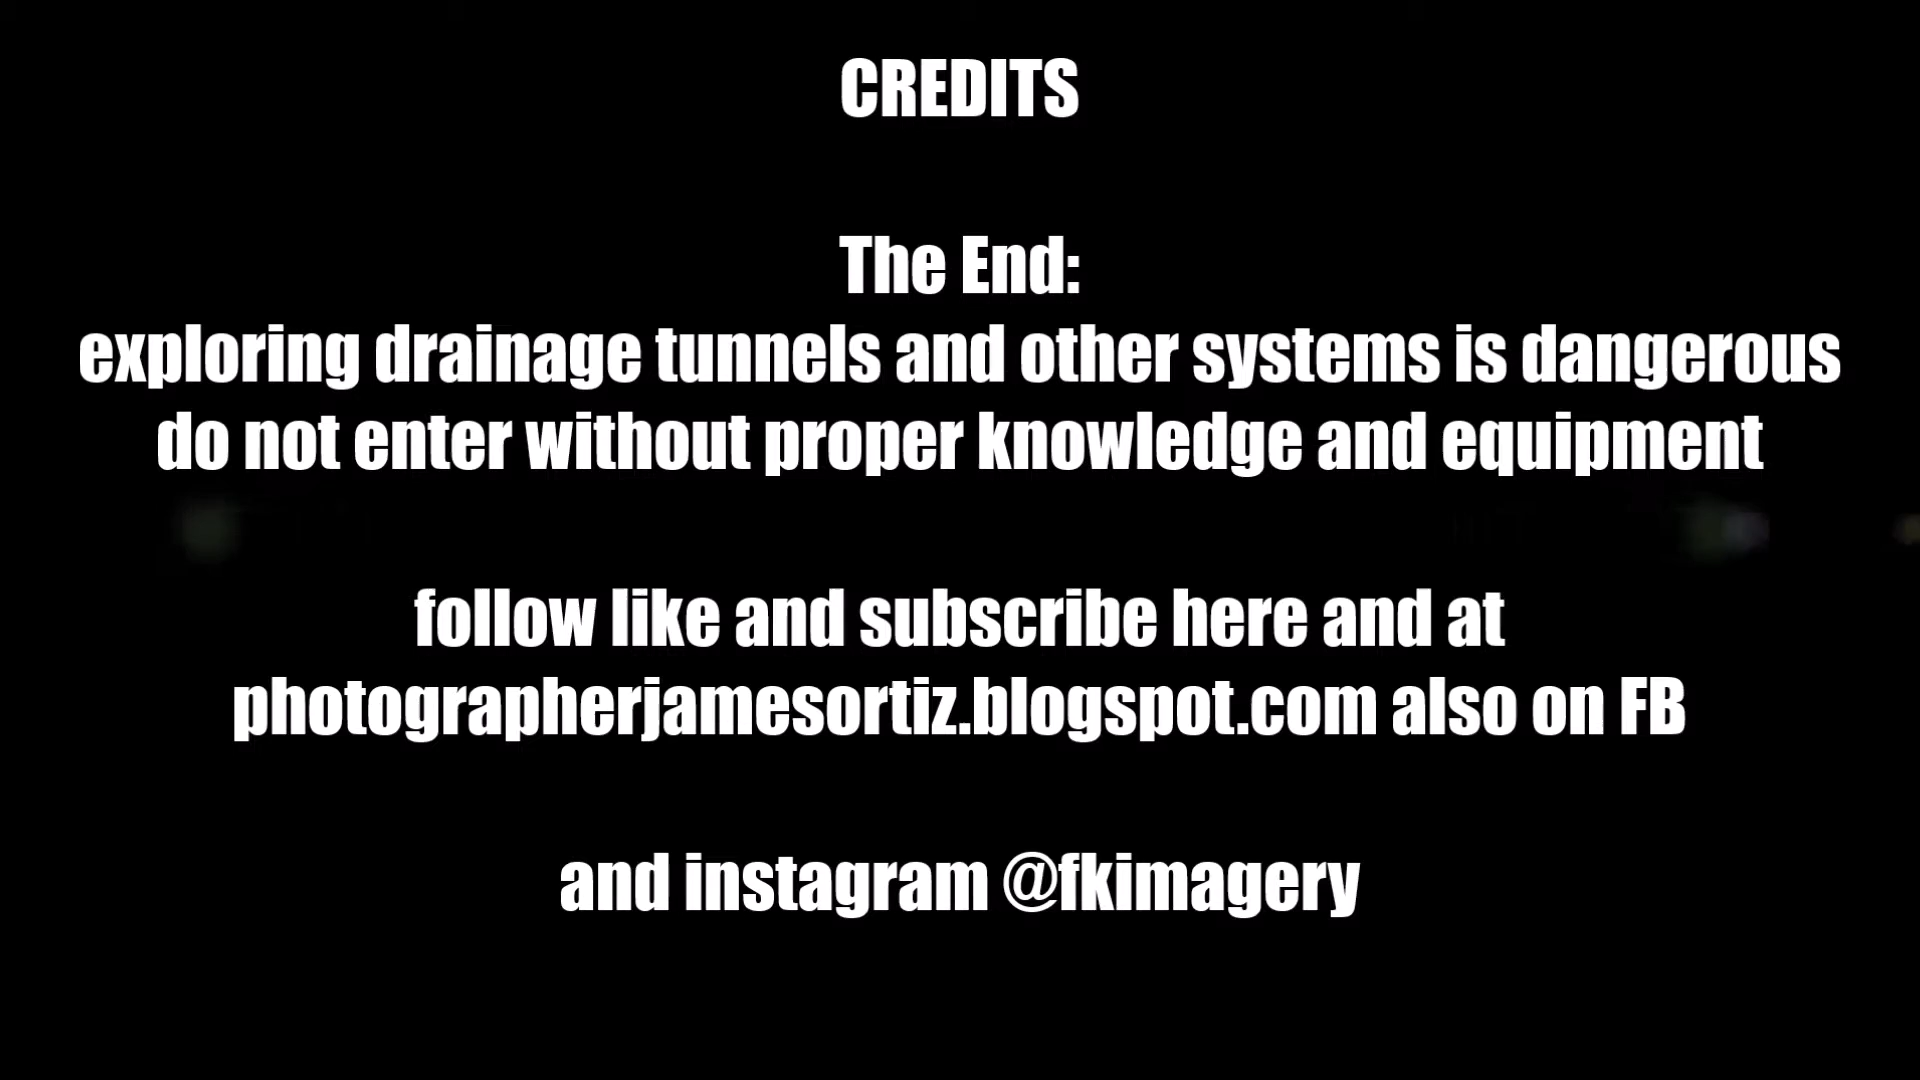 CREDITS
The End:
exploring drainage tunnels and other systems is dangerous
do not enter without proper knowledge and equipment
follow like and subscribe here and at
photographerjamesortiz.blogspot.com also on FB
and instagram @fkimagery